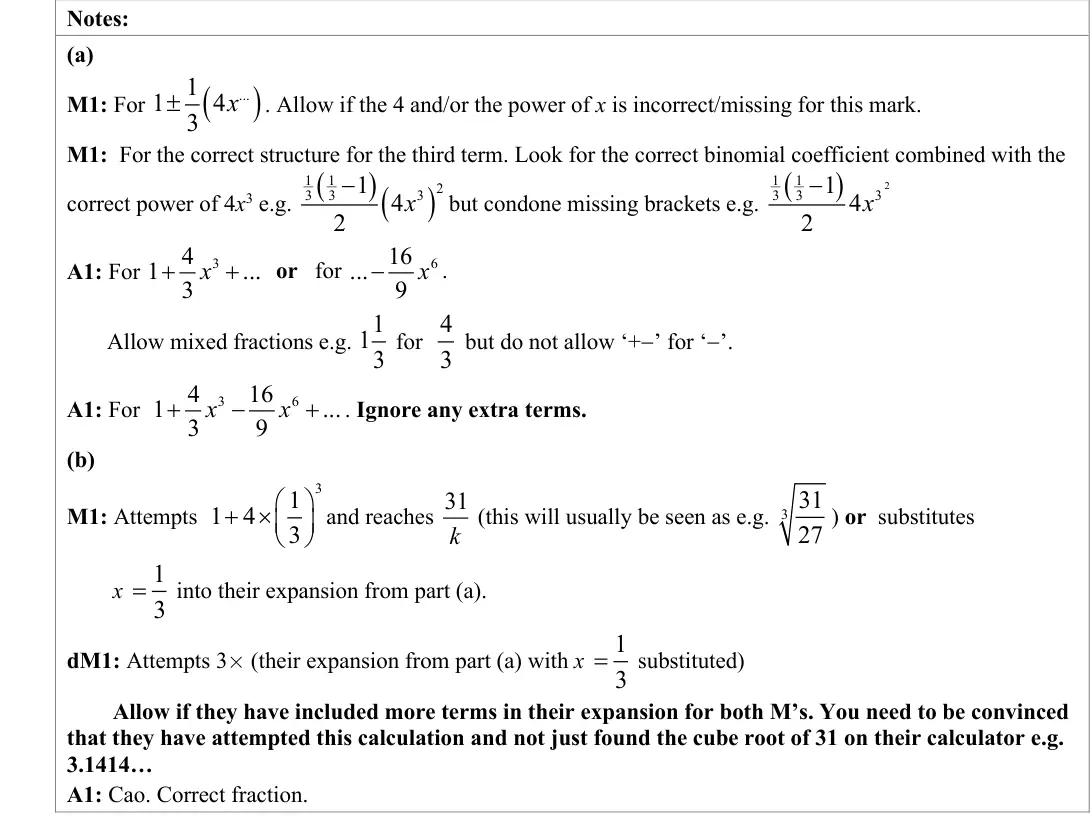 Notes:
(a)
M1: For 1 ± 1/3 (4x^…). Allow if the 4 and/or the power of x is incorrect/missing for this mark.
M1: For the correct structure for the third term. Look for the correct binomial coefficient combined with the
correct power of 4x³ e.g. (1/3(1/3 − 1))/2 (4x³)² but condone missing brackets e.g. (1/3(1/3 − 1))/2 4x^3^2
A1: For 1 + 4/3 x³ + ... or for ... − 16/9 x⁶ .
Allow mixed fractions e.g. 1 1/3 for 4/3 but do not allow ‘+–’ for ‘–’.
A1: For 1 + 4/3 x³ − 16/9 x⁶ + ... . Ignore any extra terms.
(b)
M1: Attempts 1 + 4 × (1/3)³ and reaches 31/k (this will usually be seen as e.g. ∛(31/27) ) or substitutes
x = 1/3 into their expansion from part (a).
dM1: Attempts 3× (their expansion from part (a) with x = 1/3 substituted)
Allow if they have included more terms in their expansion for both M’s. You need to be convinced
that they have attempted this calculation and not just found the cube root of 31 on their calculator e.g.
3.1414…
A1: Cao. Correct fraction.